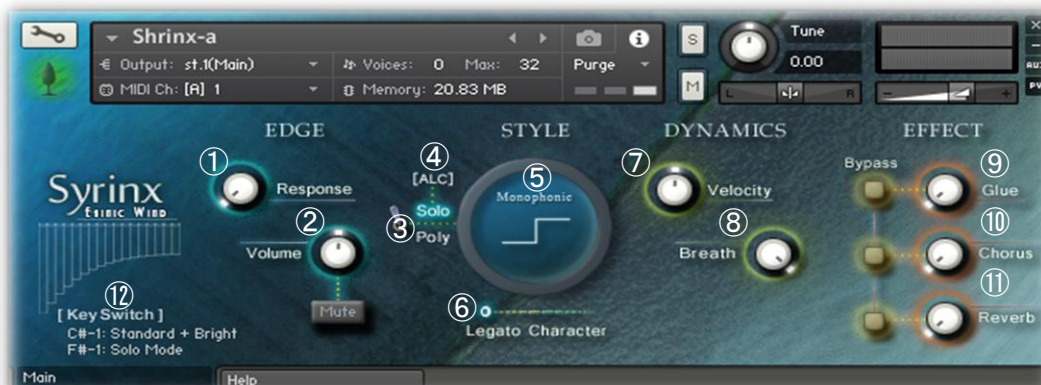 Shrinx-a
S
Tune
Output: st.1(Main)
Voices: 0 Max: 32
Purge
0.00
MIDI Ch: [A] 1
Memory: 20.83 MB
M
L
R
AUX
PV
EDGE
STYLE
DYNAMICS
EFFECT
①
Response
②
Volume
Mute
③
④
[ALC]
Solo
Poly
⑤
Monophonic
⑥
Legato Character
⑦
Velocity
⑧
Breath
Bypass
⑨
Glue
⑩
Chorus
⑪
Reverb
Syrinx
Ethnic Wind
⑫
[ KeySwitch ]
C#-1: Standard + Bright
F#-1: Solo Mode
Main
Help